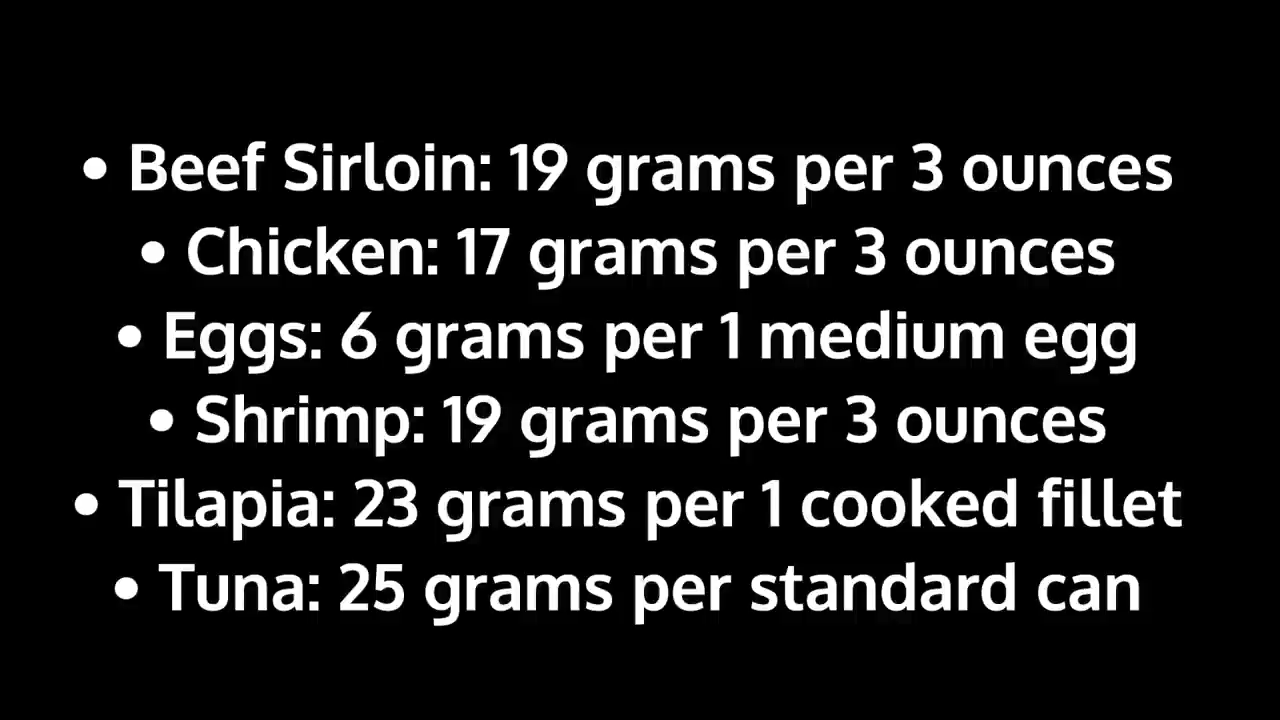 • Beef Sirloin: 19 grams per 3 ounces
• Chicken: 17 grams per 3 ounces
• Eggs: 6 grams per 1 medium egg
• Shrimp: 19 grams per 3 ounces
• Tilapia: 23 grams per 1 cooked fillet
• Tuna: 25 grams per standard can